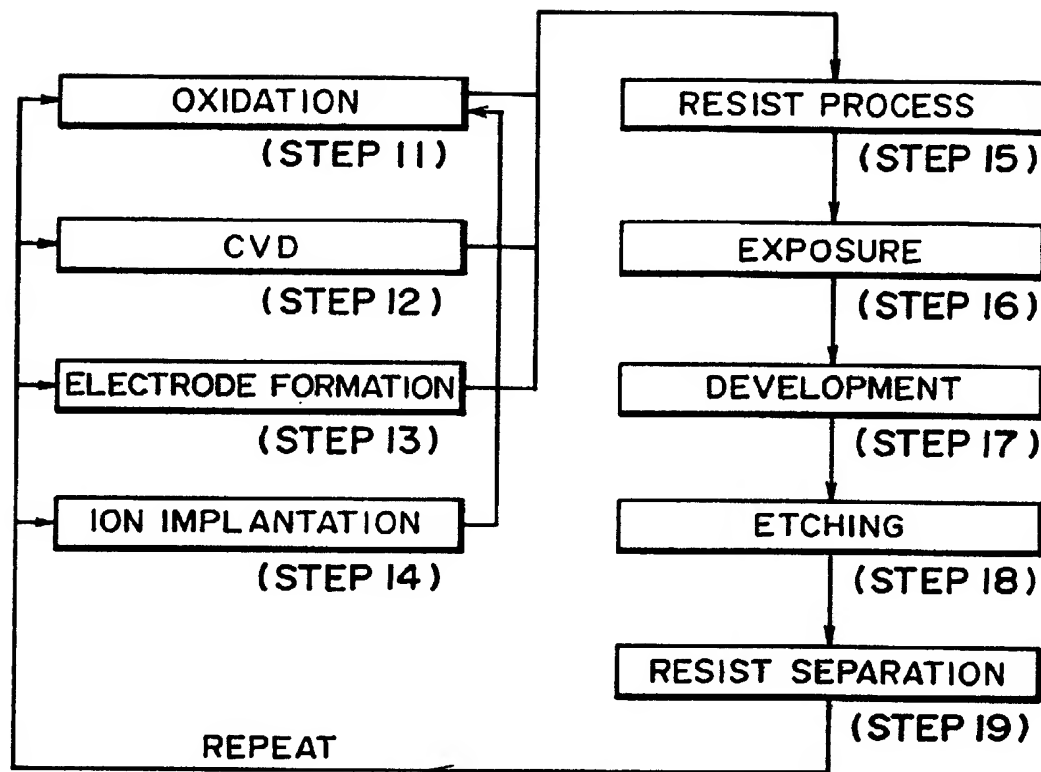 OXIDATION
(STEP 11)
CVD
(STEP 12)
ELECTRODE FORMATION
(STEP 13)
ION IMPLANTATION
(STEP 14)
RESIST PROCESS
(STEP 15)
EXPOSURE
(STEP 16)
DEVELOPMENT
(STEP 17)
ETCHING
(STEP 18)
RESIST SEPARATION
(STEP 19)
REPEAT